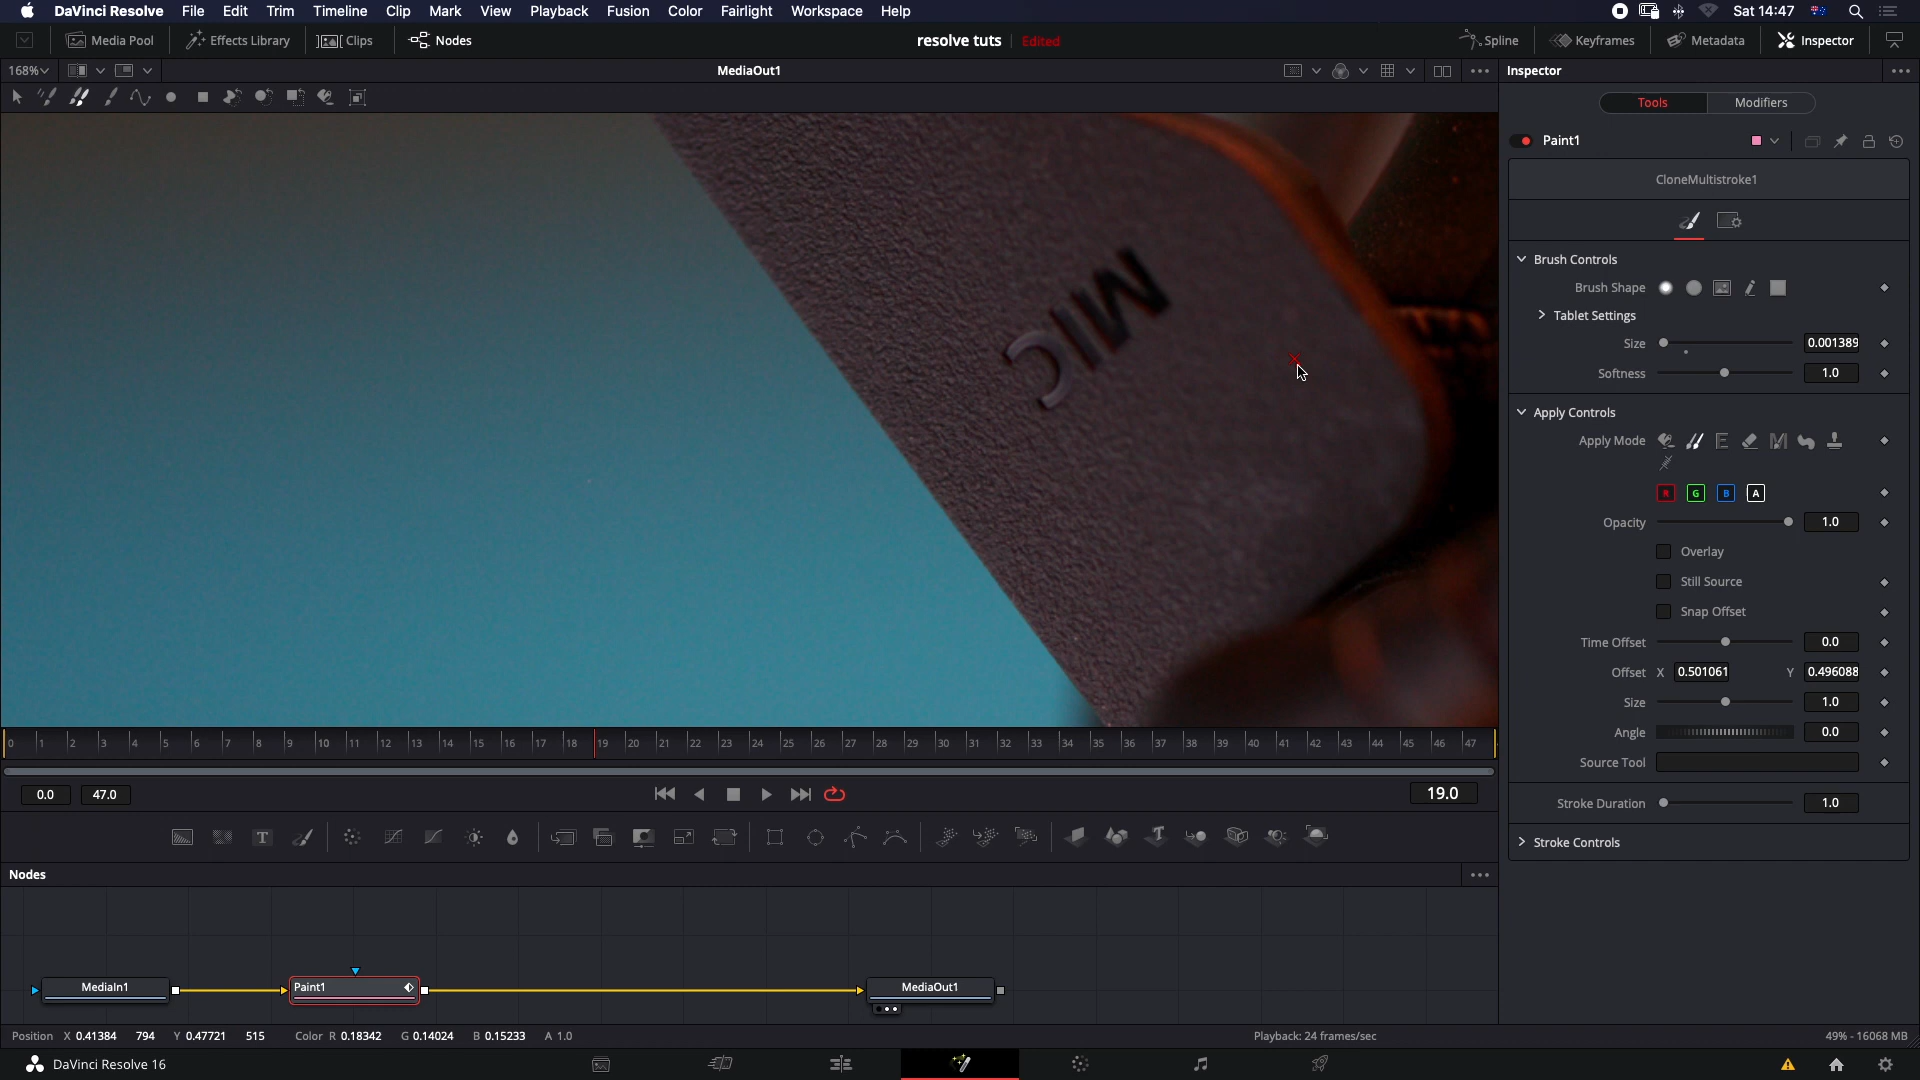 DaVinci Resolve File Edit Trim Timeline Clip Mark View Playback Fusion Color Fairlight Workspace Help Sat 14:47
Media Pool Effects Library Clips Nodes resolve tuts Edited Spline Keyframes Metadata Inspector
168% MediaOut1 Inspector
Tools Modifiers
Paint1
CloneMultistroke1
Brush Controls
Brush Shape
Tablet Settings
Size 0.001389
Softness 1.0
Apply Controls
Apply Mode
R G B A
Opacity 1.0
Overlay
Still Source
Snap Offset
Time Offset 0.0
Offset X 0.501061 Y 0.496088
Size 1.0
Angle 0.0
Source Tool
Stroke Duration 1.0
Stroke Controls
MIC
0 1 2 3 4 5 6 7 8 9 10 11 12 13 14 15 16 17 18 19 20 21 22 23 24 25 26 27 28 29 30 31 32 33 34 35 36 37 38 39 40 41 42 43 44 45 46 47
0.0 47.0 19.0
Nodes
MediaIn1 Paint1 MediaOut1
Position X 0.41384 794 Y 0.47721 515 Color R 0.18342 G 0.14024 B 0.15233 A 1.0 Playback: 24 frames/sec 49% - 16068 MB
DaVinci Resolve 16